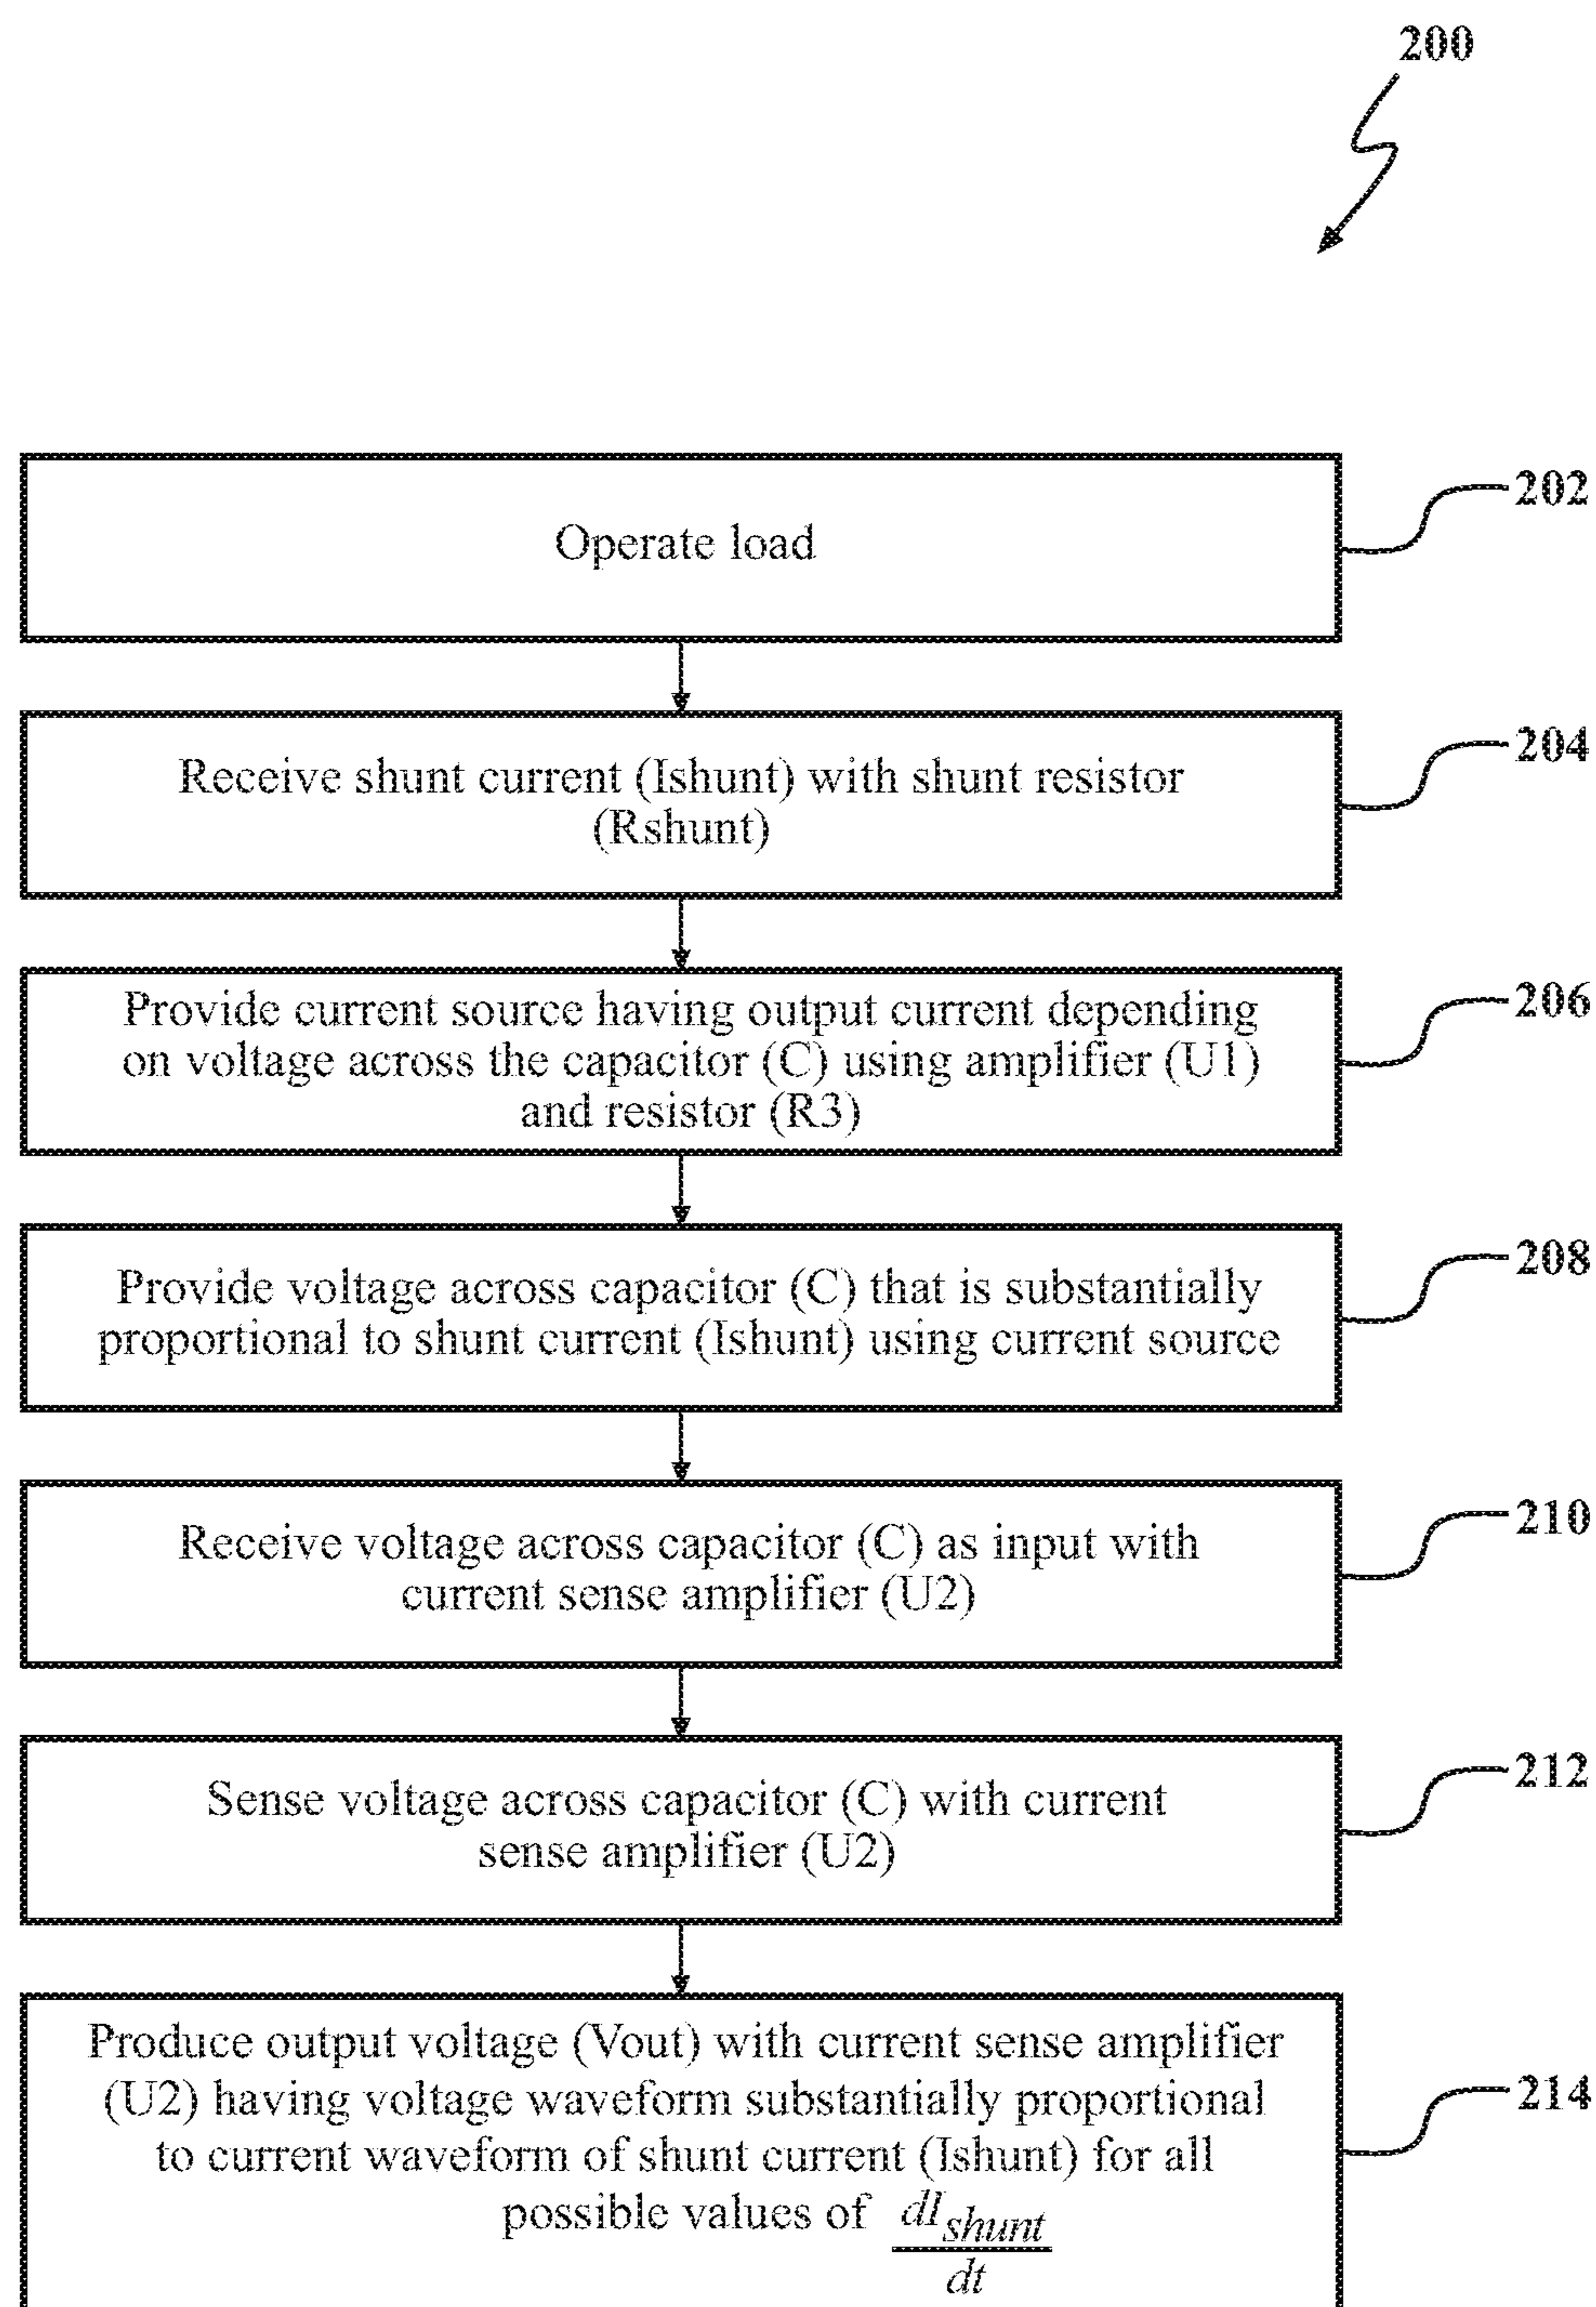 200
Operate load
202
Receive shunt current (Ishunt) with shunt resistor
(Rshunt)
204
Provide current source having output current depending
on voltage across the capacitor (C) using amplifier (U1)
and resistor (R3)
206
Provide voltage across capacitor (C) that is substantially
proportional to shunt current (Ishunt) using current source
208
Receive voltage across capacitor (C) as input with
current sense amplifier (U2)
210
Sense voltage across capacitor (C) with current
sense amplifier (U2)
212
Produce output voltage (Vout) with current sense amplifier
(U2) having voltage waveform substantially proportional
to current waveform of shunt current (Ishunt) for all
possible values of dI_shunt
dt
214